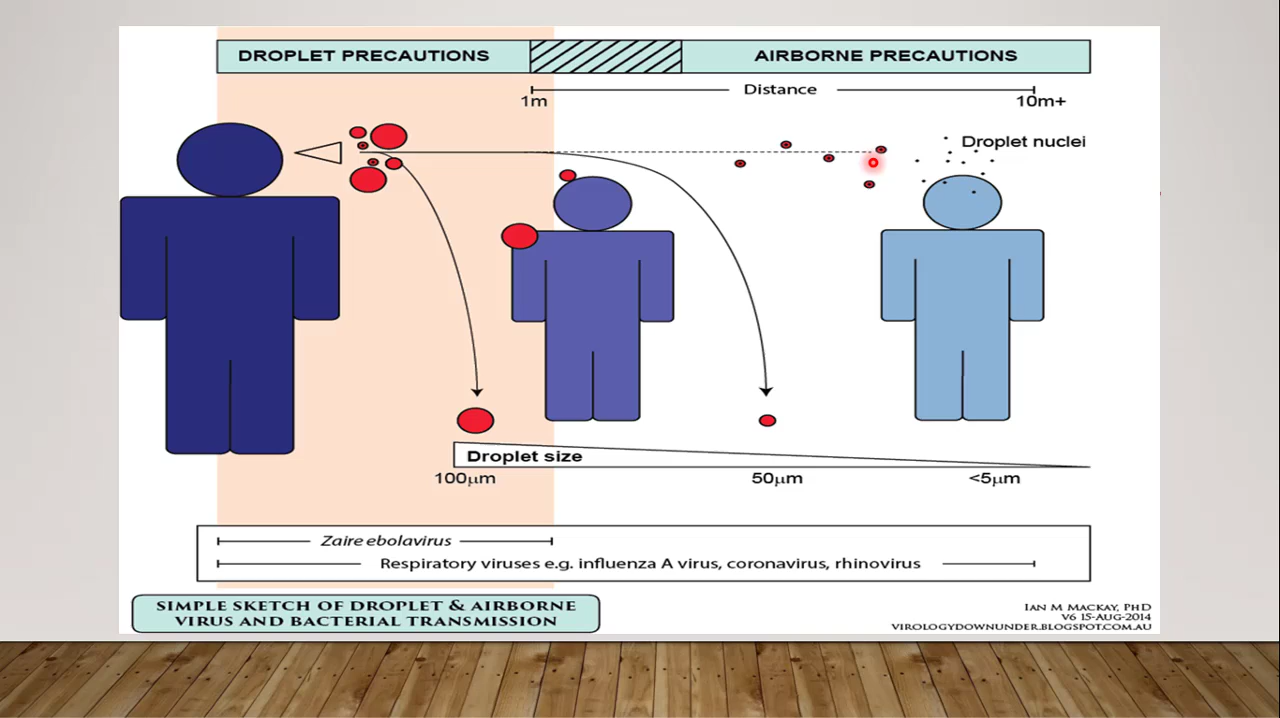 DROPLET PRECAUTIONS
AIRBORNE PRECAUTIONS
Distance
1m
10m+
Droplet nuclei
Droplet size
100µm
50µm
<5µm
Zaire ebolavirus
Respiratory viruses e.g. influenza A virus, coronavirus, rhinovirus
SIMPLE SKETCH OF DROPLET & AIRBORNE
VIRUS AND BACTERIAL TRANSMISSION
IAN M MACKAY, PHD
V6 15-AUG-2014
VIROLOGYDOWNUNDER.BLOGSPOT.COM.AU